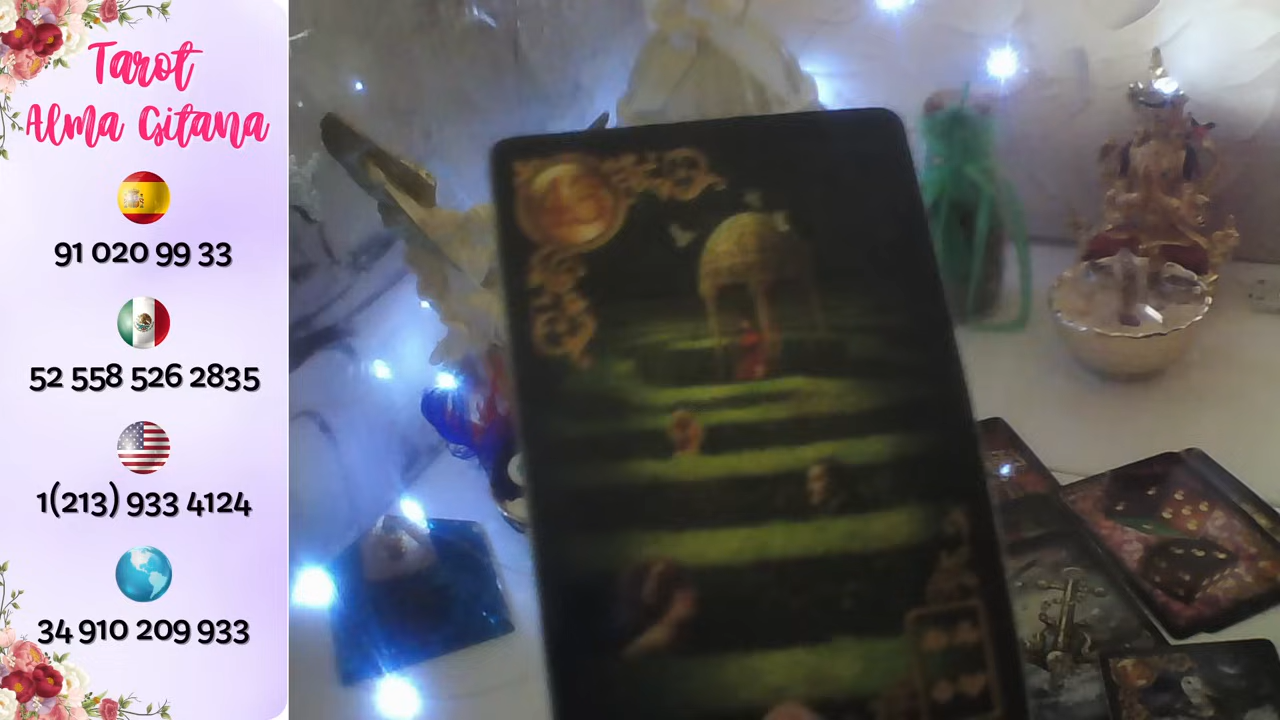 Tarot
Alma Gitana
91 020 99 33
52 558 526 2835
1(213) 933 4124
34 910 209 933